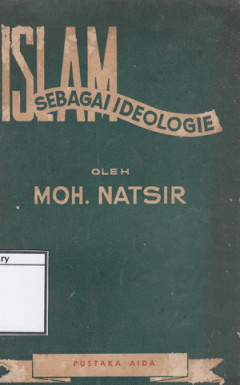 ISLAM
SEBAGAI IDEOLOGIE
OLEH
MOH. NATSIR
ry
PUSTAKA AIDA